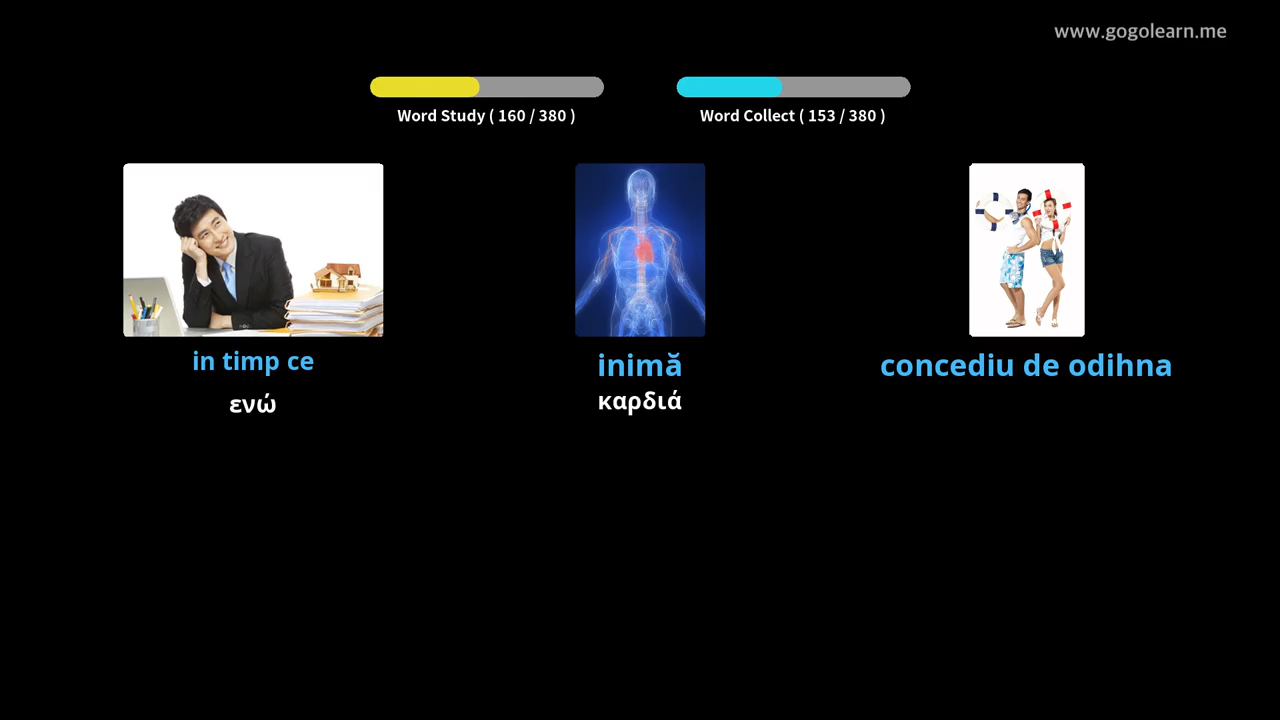 www.gogolearn.me
Word Study ( 160 / 380 )
Word Collect ( 153 / 380 )
in timp ce
ενώ
inimă
καρδιά
concediu de odihna